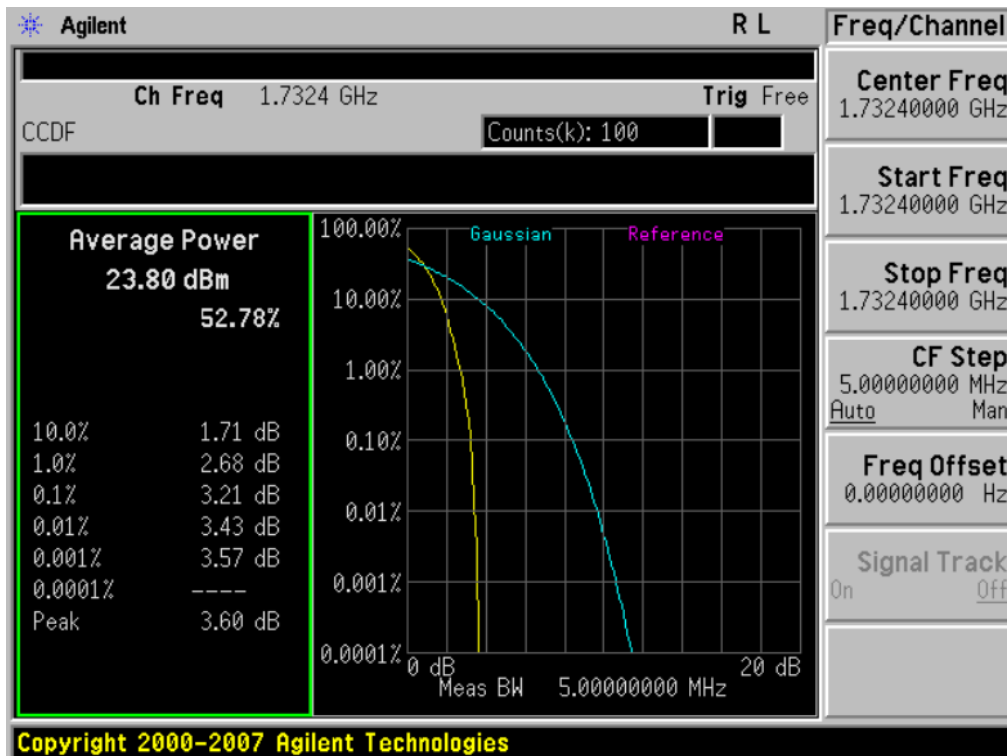 Agilent R L Freq/Channel
Ch Freq 1.7324 GHz Trig Free
CCDF Counts(k): 100
Average Power
23.80 dBm
52.78%
10.0% 1.71 dB
1.0% 2.68 dB
0.1% 3.21 dB
0.01% 3.43 dB
0.001% 3.57 dB
0.0001% ----
Peak 3.60 dB
Gaussian Reference
100.00%
10.00%
1.00%
0.10%
0.01%
0.001%
0.0001%
0 dB 20 dB
Meas BW 5.00000000 MHz
Center Freq
1.73240000 GHz
Start Freq
1.73240000 GHz
Stop Freq
1.73240000 GHz
CF Step
5.00000000 MHz
Auto Man
Freq Offset
0.00000000 Hz
Signal Track
On Off
Copyright 2000-2007 Agilent Technologies